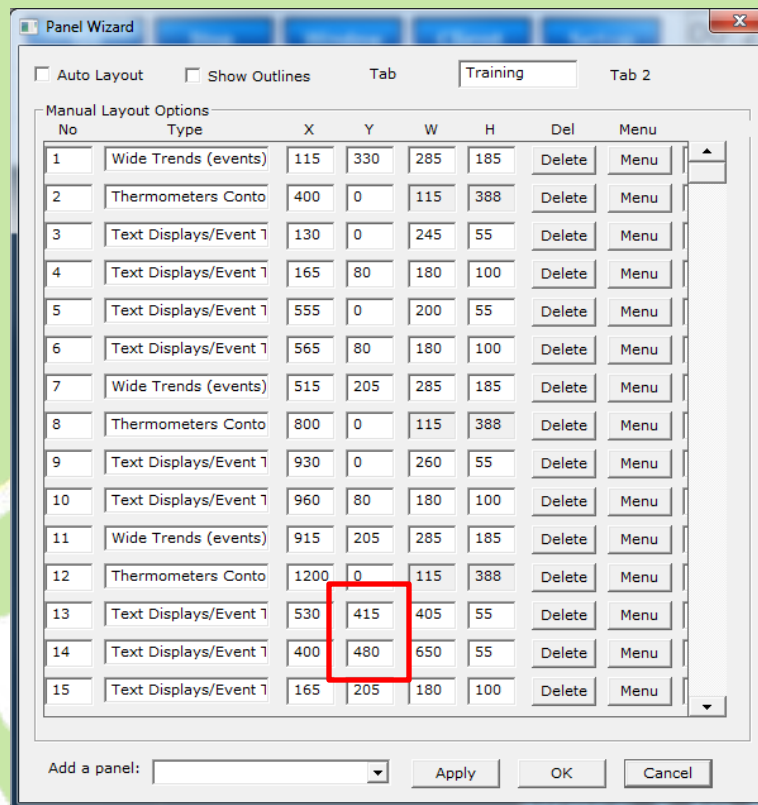 Panel Wizard
Auto Layout Show Outlines Tab Training Tab 2
Manual Layout Options
No Type X Y W H Del Menu
1 Wide Trends (events) 115 330 285 185 Delete Menu
2 Thermometers Conto 400 0 115 388 Delete Menu
3 Text Displays/Event T 130 0 245 55 Delete Menu
4 Text Displays/Event T 165 80 180 100 Delete Menu
5 Text Displays/Event T 555 0 200 55 Delete Menu
6 Text Displays/Event T 565 80 180 100 Delete Menu
7 Wide Trends (events) 515 205 285 185 Delete Menu
8 Thermometers Conto 800 0 115 388 Delete Menu
9 Text Displays/Event T 930 0 260 55 Delete Menu
10 Text Displays/Event T 960 80 180 100 Delete Menu
11 Wide Trends (events) 915 205 285 185 Delete Menu
12 Thermometers Conto 1200 0 115 388 Delete Menu
13 Text Displays/Event T 530 415 405 55 Delete Menu
14 Text Displays/Event T 400 480 650 55 Delete Menu
15 Text Displays/Event T 165 205 180 100 Delete Menu
Add a panel: Apply OK Cancel